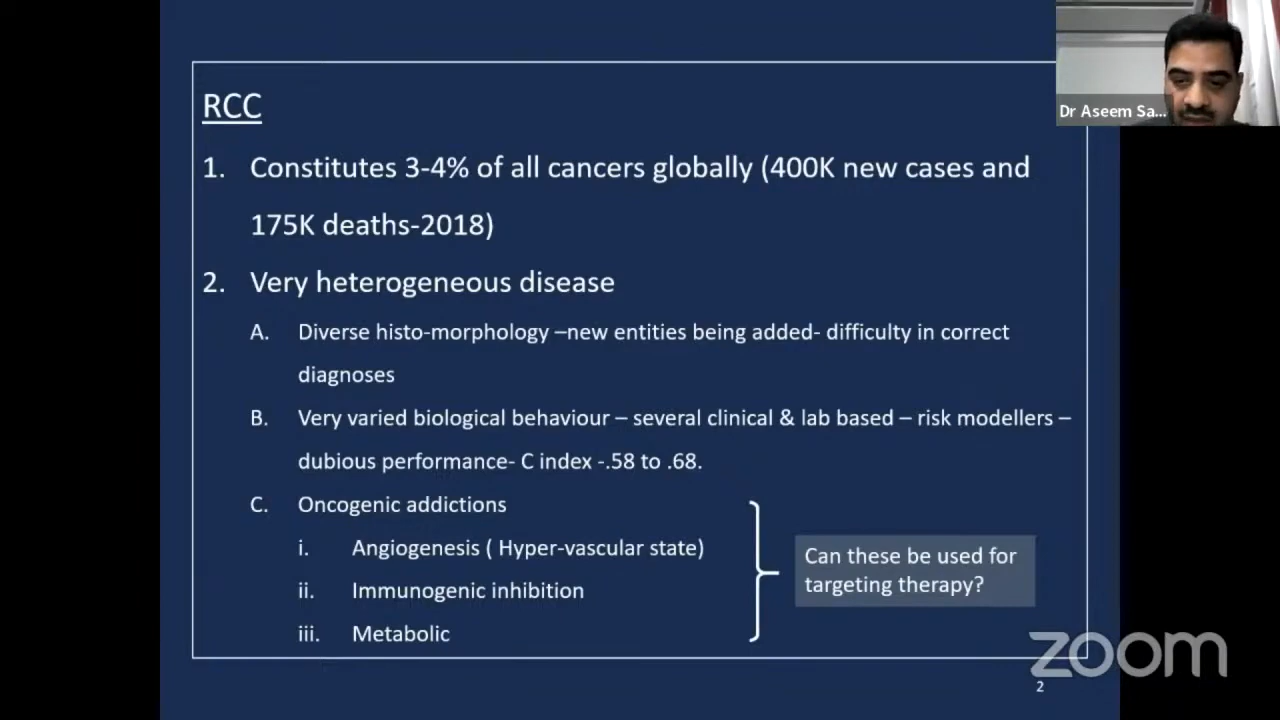 RCC
1. Constitutes 3-4% of all cancers globally (400K new cases and
175K deaths-2018)
2. Very heterogeneous disease
A. Diverse histo-morphology –new entities being added- difficulty in correct
diagnoses
B. Very varied biological behaviour – several clinical & lab based – risk modellers –
dubious performance- C index -.58 to .68.
C. Oncogenic addictions
i. Angiogenesis ( Hyper-vascular state)
ii. Immunogenic inhibition
iii. Metabolic
Can these be used for
targeting therapy?
Dr Aseem Sa...
zoom
2